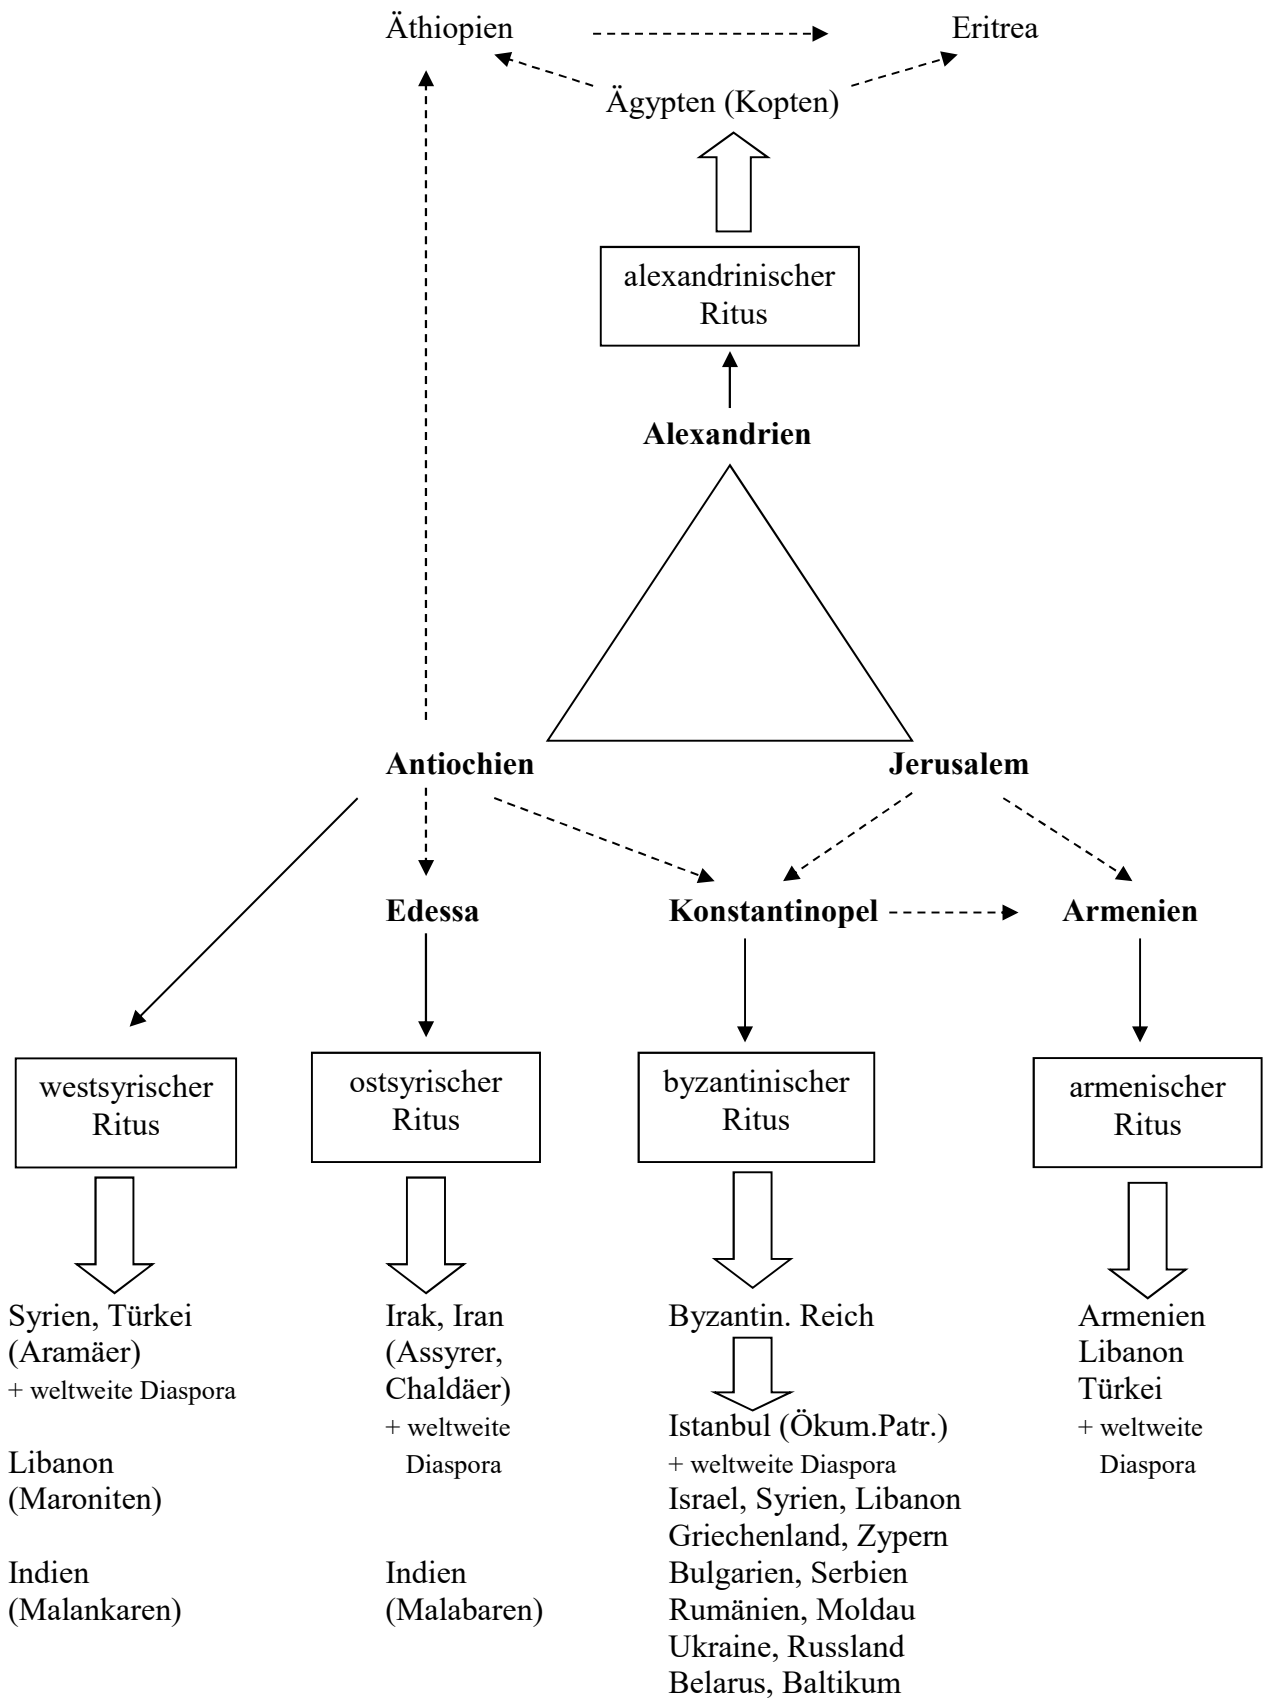 Äthiopien
Eritrea
Ägypten (Kopten)
alexandrinischer
Ritus
Alexandrien
Antiochien
Jerusalem
Edessa
Konstantinopel
Armenien
westsyrischer
Ritus
ostsyrischer
Ritus
byzantinischer
Ritus
armenischer
Ritus
Syrien, Türkei
(Aramäer)
+ weltweite Diaspora
Libanon
(Maroniten)
Indien
(Malankaren)
Irak, Iran
(Assyrer,
Chaldäer)
+ weltweite
Diaspora
Indien
(Malabaren)
Byzantin. Reich
Istanbul (Ökum.Patr.)
+ weltweite Diaspora
Israel, Syrien, Libanon
Griechenland, Zypern
Bulgarien, Serbien
Rumänien, Moldau
Ukraine, Russland
Belarus, Baltikum
Armenien
Libanon
Türkei
+ weltweite
Diaspora